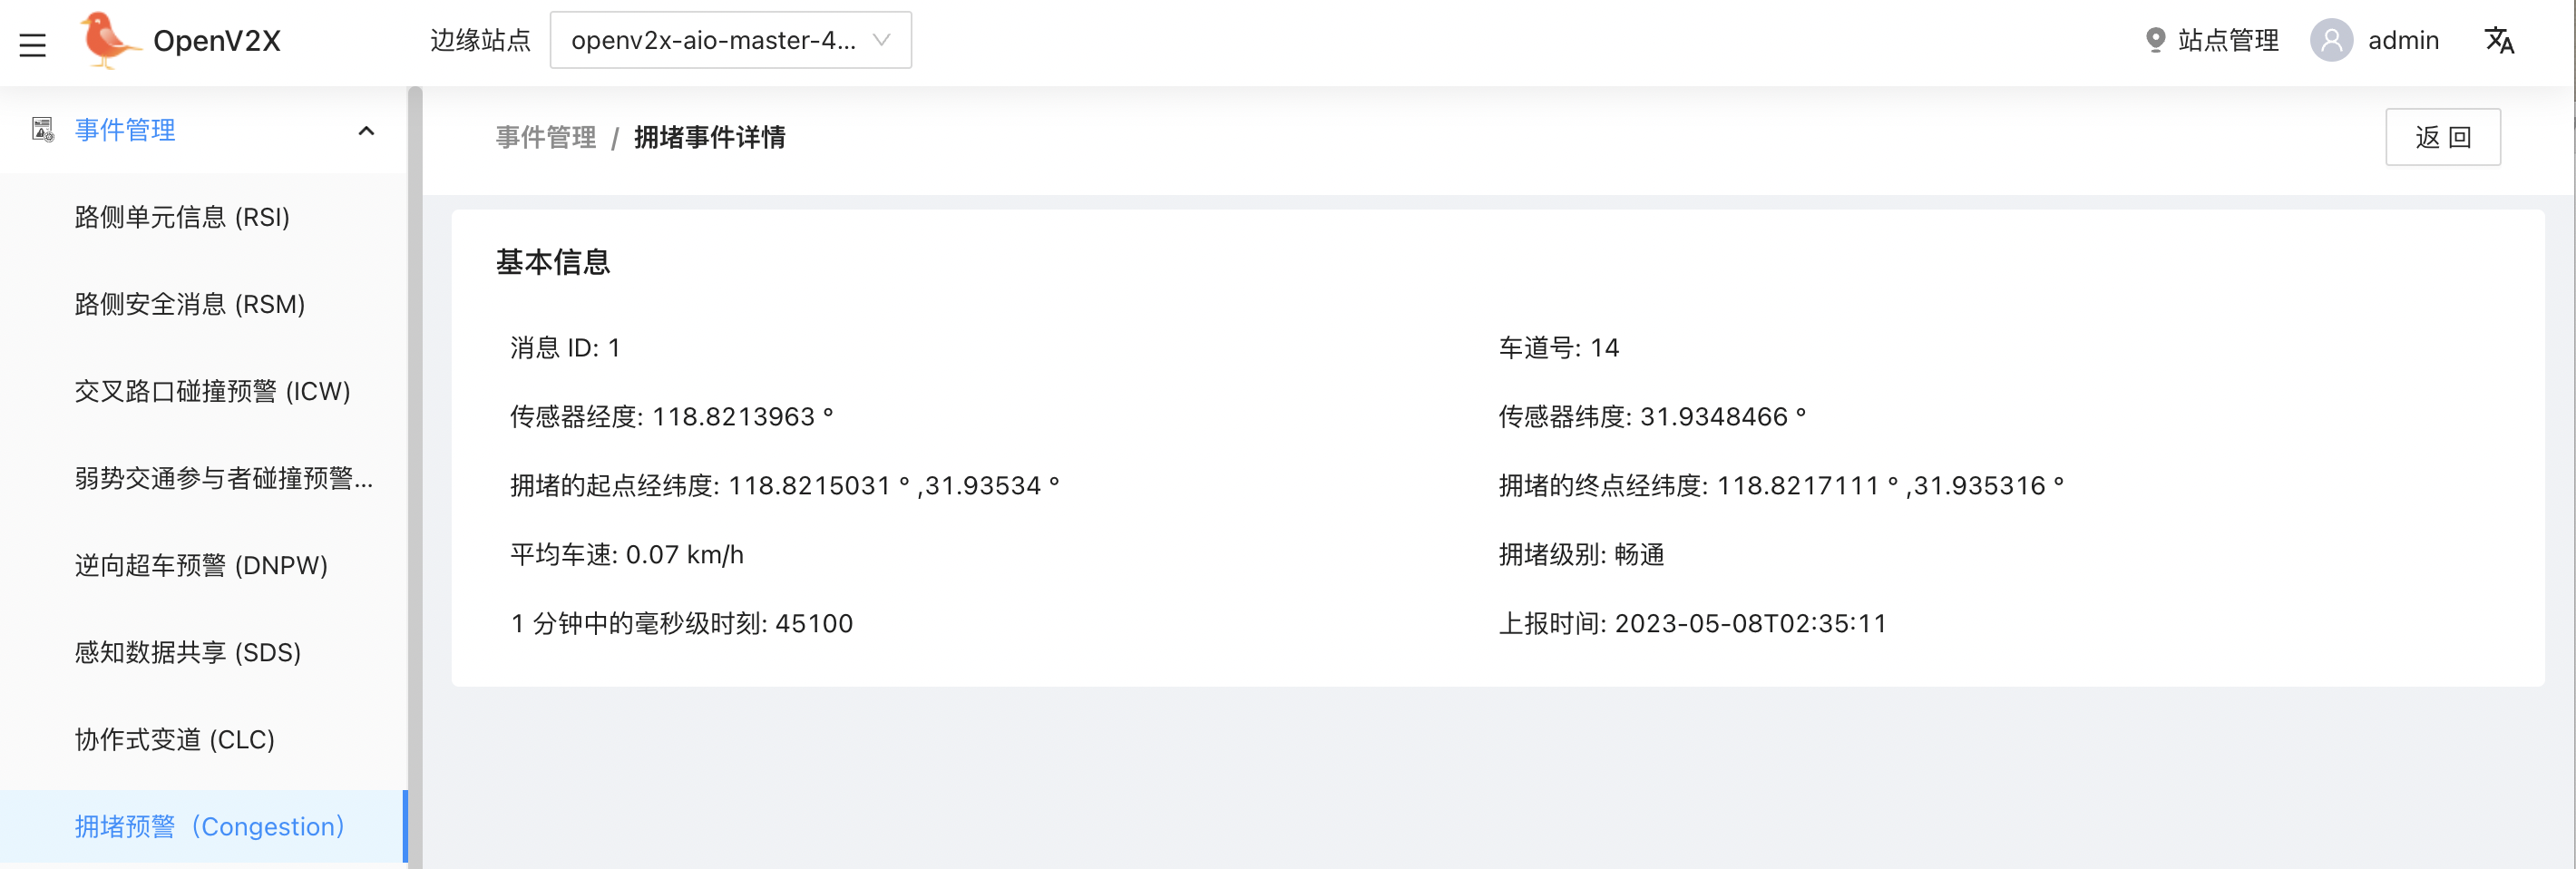 OpenV2X
边缘站点 openv2x-aio-master-4...
站点管理 admin
事件管理
路侧单元信息 (RSI)
路侧安全消息 (RSM)
交叉路口碰撞预警 (ICW)
弱势交通参与者碰撞预警...
逆向超车预警 (DNPW)
感知数据共享 (SDS)
协作式变道 (CLC)
拥堵预警（Congestion）
事件管理 / 拥堵事件详情
返 回
基本信息
消息 ID: 1
车道号: 14
传感器经度: 118.8213963 °
传感器纬度: 31.9348466 °
拥堵的起点经纬度: 118.8215031 ° ,31.93534 °
拥堵的终点经纬度: 118.8217111 ° ,31.935316 °
平均车速: 0.07 km/h
拥堵级别: 畅通
1 分钟中的毫秒级时刻: 45100
上报时间: 2023-05-08T02:35:11